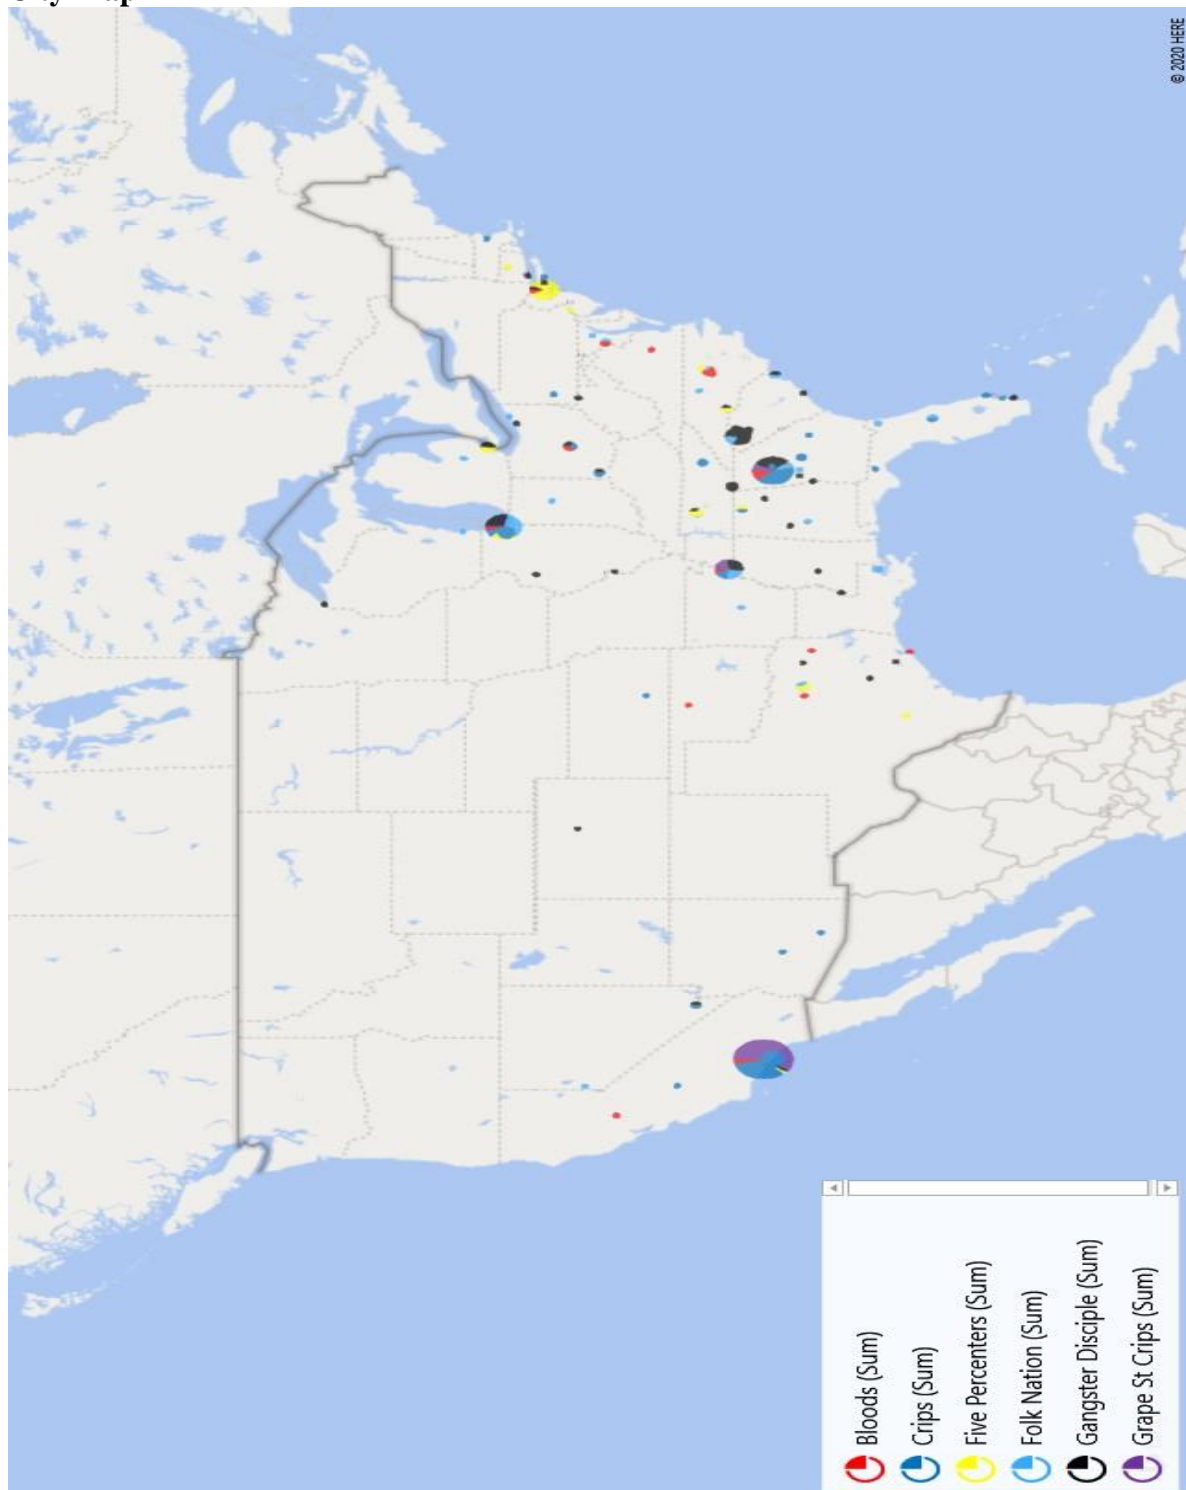 © 2020 HERE
Bloods (Sum)
Crips (Sum)
Five Percenters (Sum)
Folk Nation (Sum)
Gangster Disciple (Sum)
Grape St Crips (Sum)